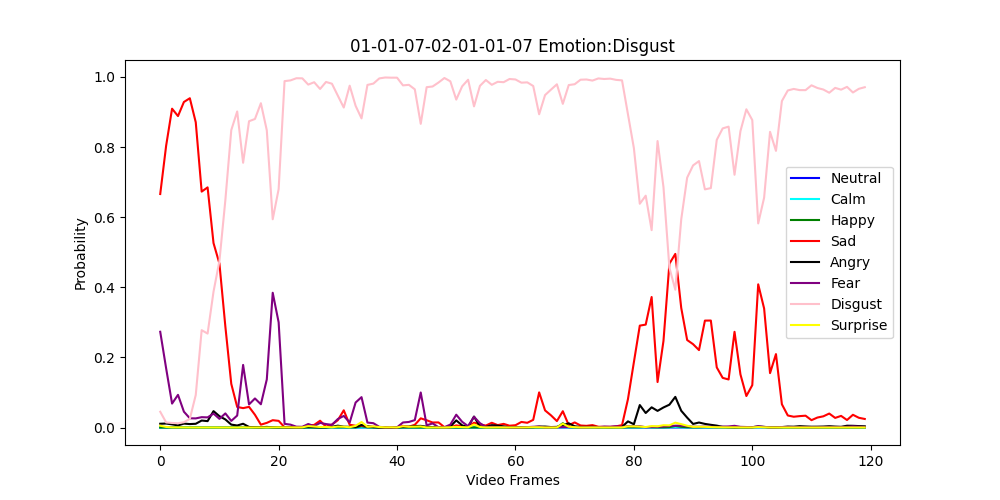 01-01-07-02-01-01-07 Emotion:Disgust
Probability
1.0
0.8
0.6
0.4
0.2
0.0
0 20 40 60 80 100 120
Video Frames
Neutral
Calm
Happy
Sad
Angry
Fear
Disgust
Surprise